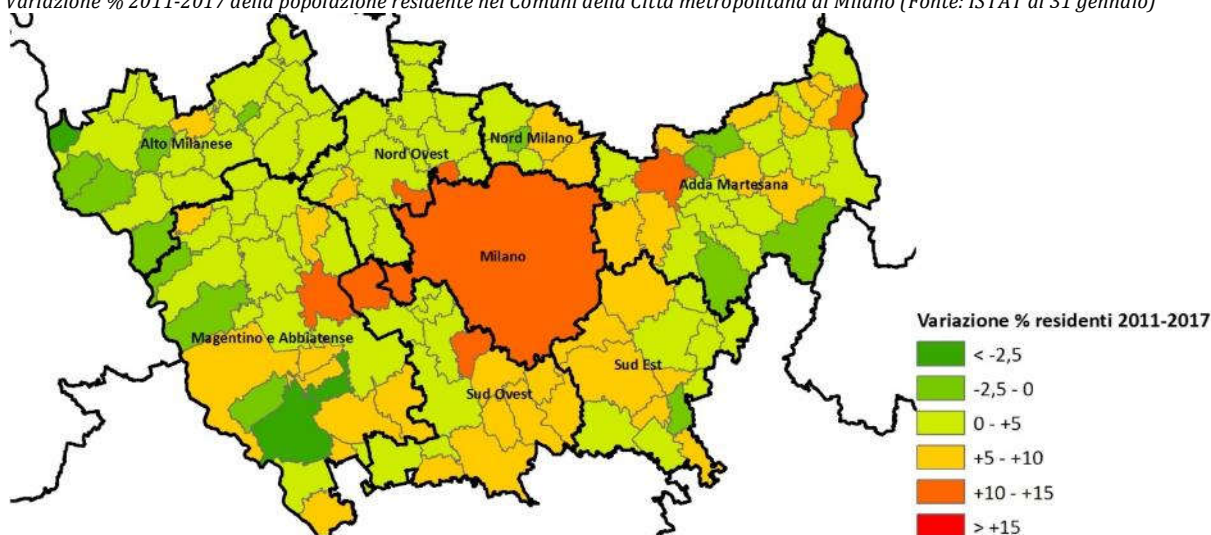 Variazione % 2011-2017 della popolazione residente nei Comuni della Città metropolitana di Milano (Fonte: ISTAT al 31 gennaio)
Alto Milanese
Nord Ovest
Nord Milano
Adda Martesana
Milano
Magentino e Abbiatense
Sud Ovest
Sud Est
Variazione % residenti 2011-2017
< -2,5
-2,5 - 0
0 - +5
+5 - +10
+10 - +15
> +15